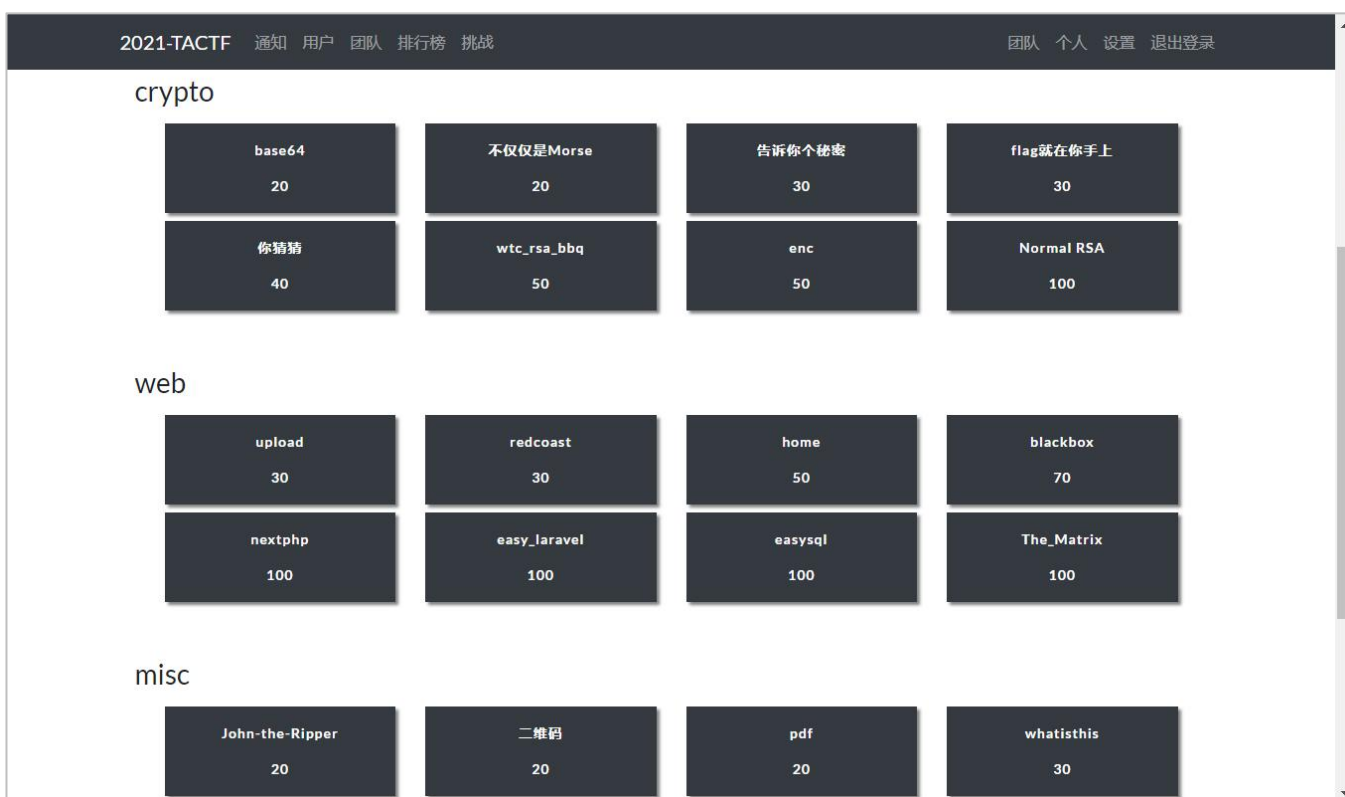 2021-TACTF 通知 用户 团队 排行榜 挑战 团队 个人 设置 退出登录
crypto
base64 不仅仅是Morse 告诉你个秘密 flag就在你手上
20 20 30 30
你猜猜 wtc_rsa_bbq enc Normal RSA
40 50 50 100
web
upload redcoast home blackbox
30 30 50 70
nextphp easy_laravel easysql The_Matrix
100 100 100 100
misc
John-the-Ripper 二维码 pdf whatisthis
20 20 20 30